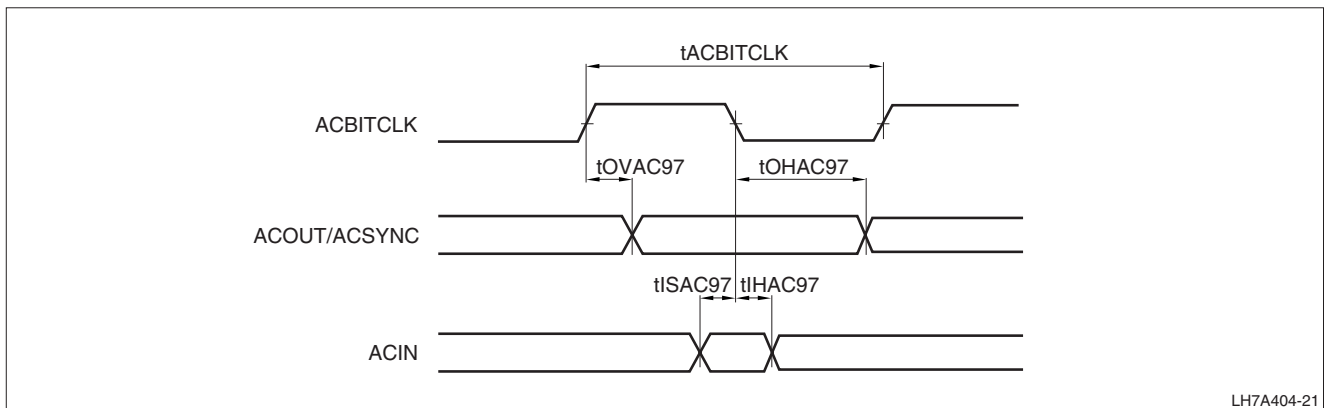 tACBITCLK
ACBITCLK
tOVAC97
tOHAC97
ACOUT/ACSYNC
tISAC97
tIHAC97
ACIN
LH7A404-21